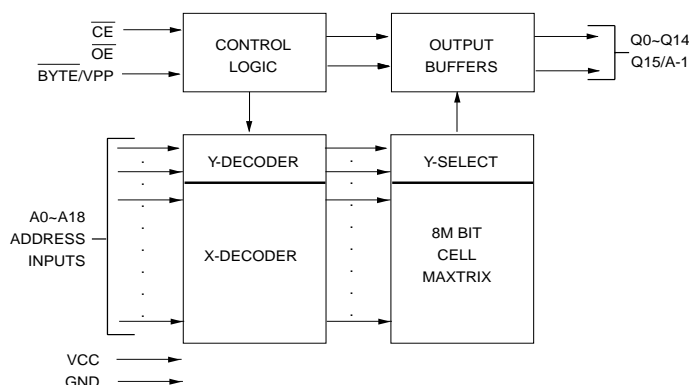 CE
OE
BYTE/VPP
CONTROL
LOGIC
OUTPUT
BUFFERS
Q0~Q14
Q15/A-1
A0~A18
ADDRESS
INPUTS
Y-DECODER
X-DECODER
Y-SELECT
8M BIT
CELL
MAXTRIX
VCC
GND